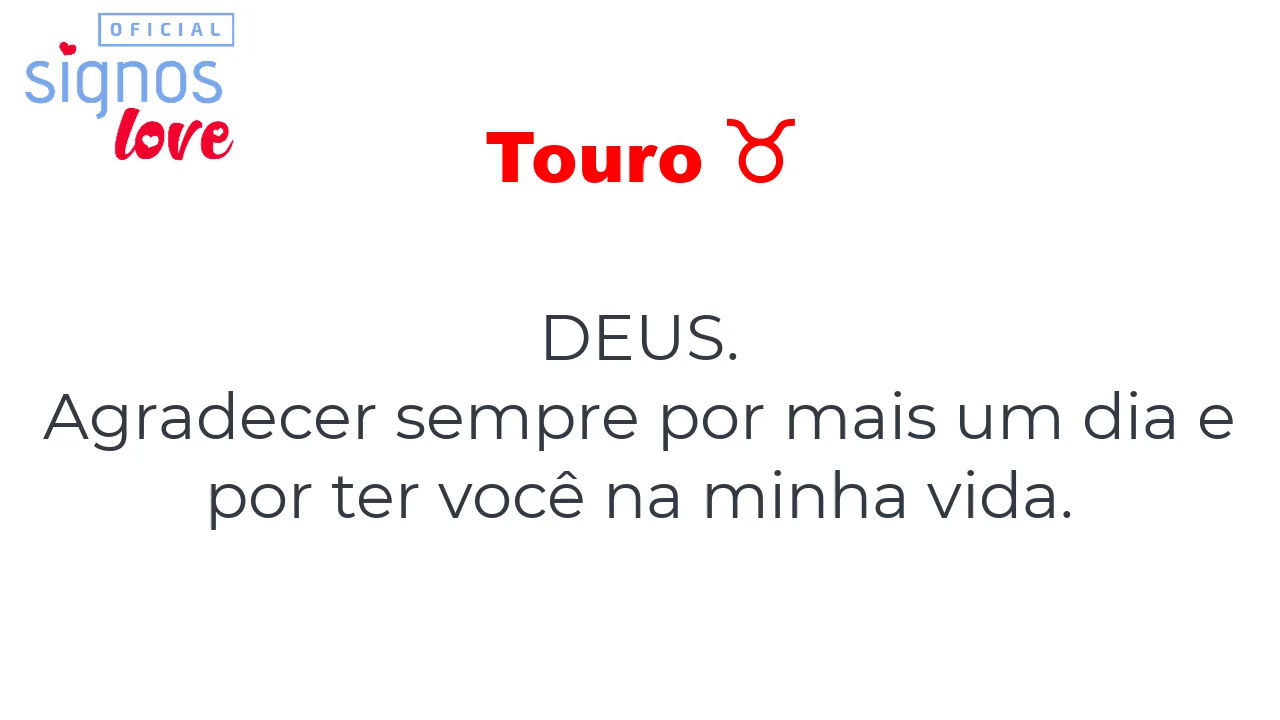 OFICIAL
signos
love
Touro ♉
DEUS.
Agradecer sempre por mais um dia e
por ter você na minha vida.